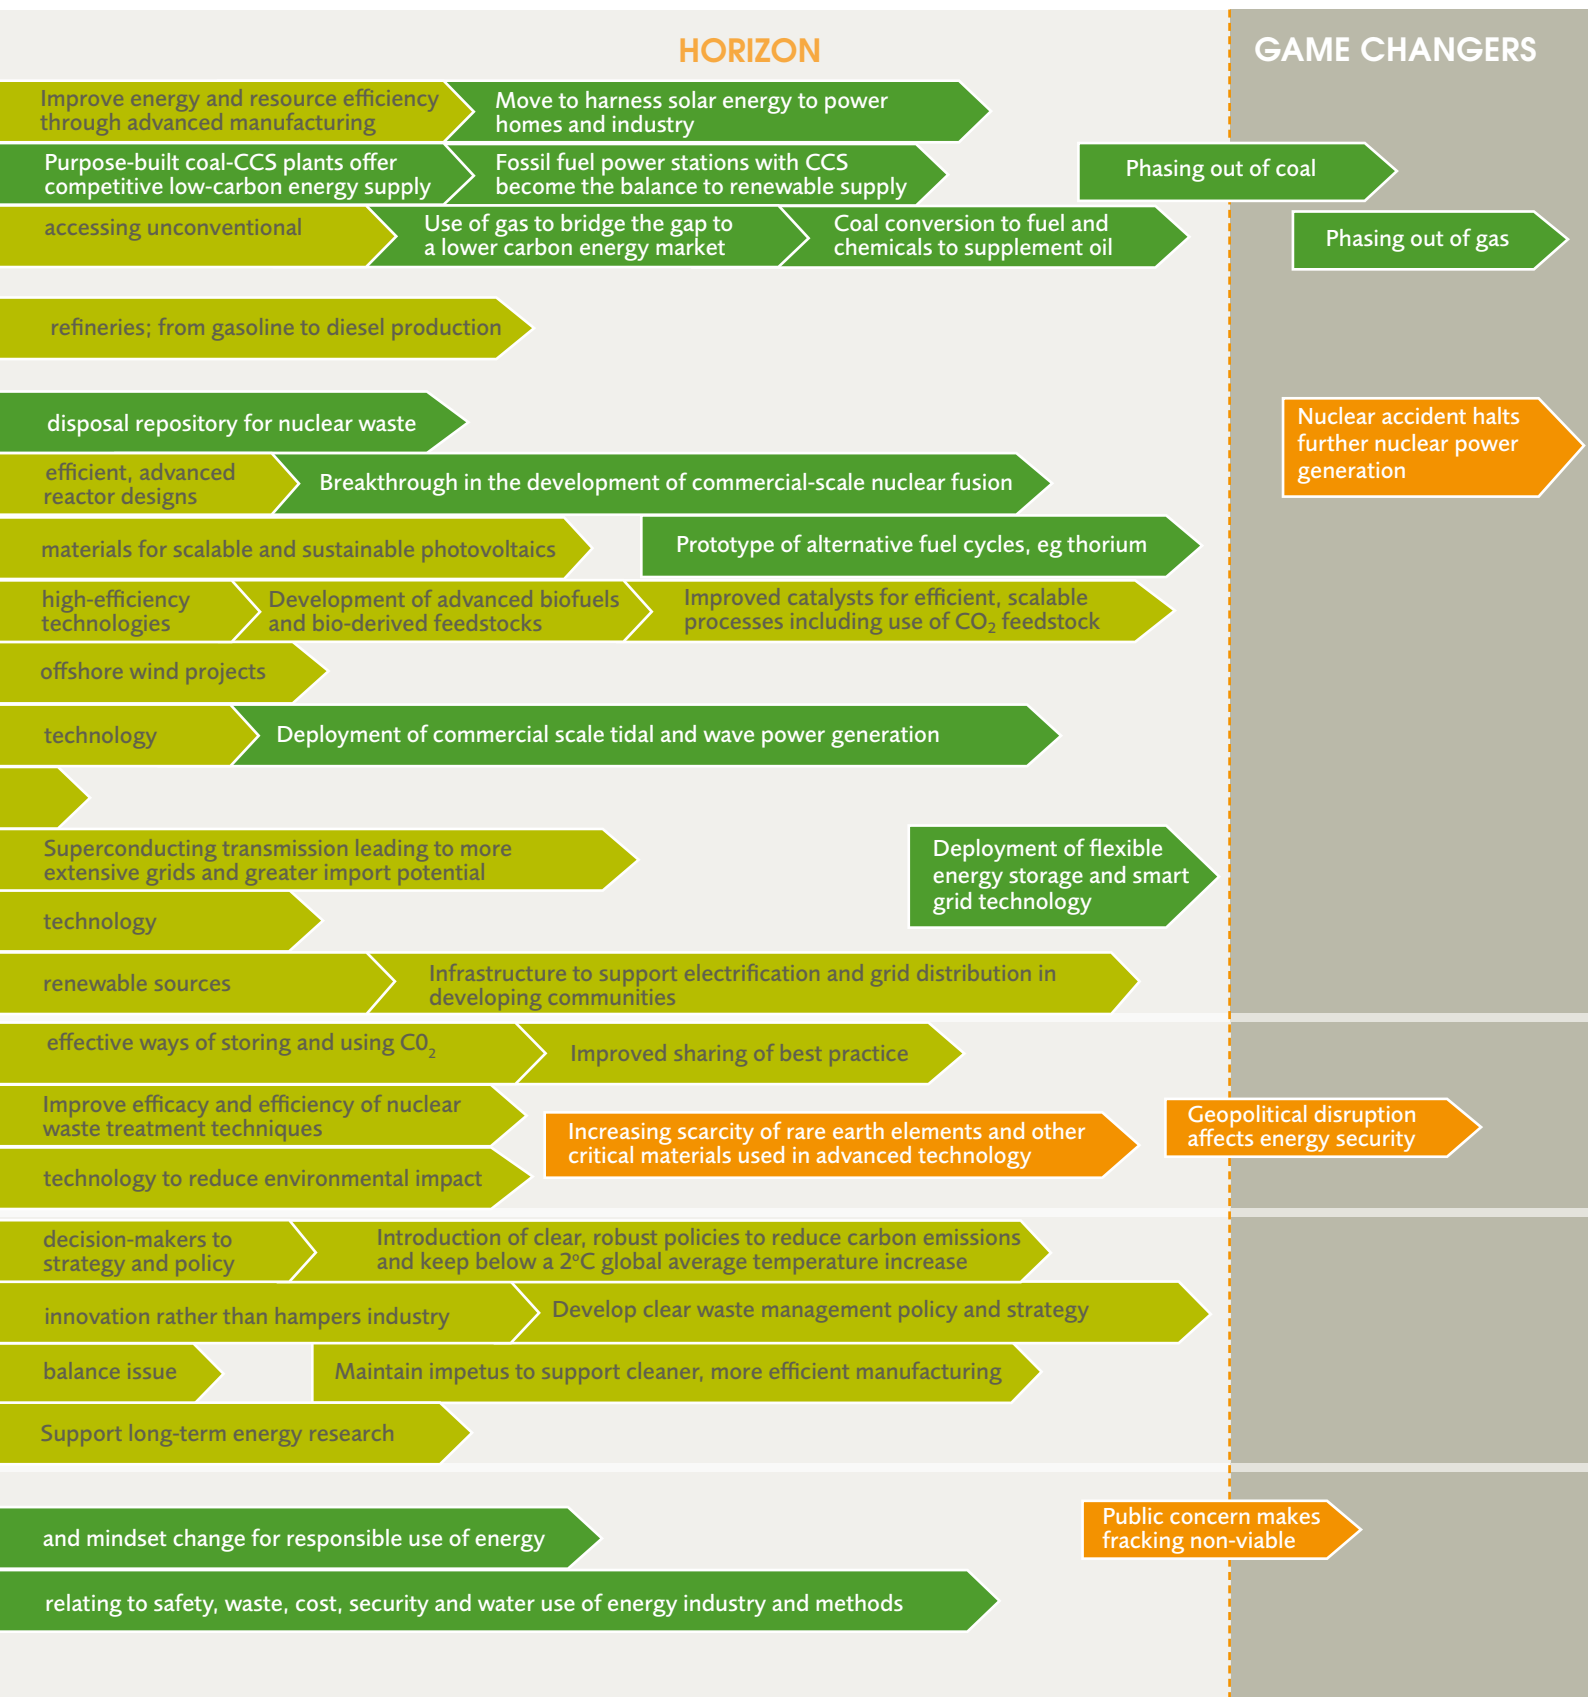 HORIZON
GAME CHANGERS
Improve energy and resource efficiency
through advanced manufacturing
Move to harness solar energy to power
homes and industry
Purpose-built coal-CCS plants offer
competitive low-carbon energy supply
Fossil fuel power stations with CCS
become the balance to renewable supply
Phasing out of coal
accessing unconventional
Use of gas to bridge the gap to
a lower carbon energy market
Coal conversion to fuel and
chemicals to supplement oil
Phasing out of gas
refineries; from gasoline to diesel production
disposal repository for nuclear waste
Nuclear accident halts
further nuclear power
generation
efficient, advanced
reactor designs
Breakthrough in the development of commercial-scale nuclear fusion
materials for scalable and sustainable photovoltaics
Prototype of alternative fuel cycles, eg thorium
high-efficiency
technologies
Development of advanced biofuels
and bio-derived feedstocks
Improved catalysts for efficient, scalable
processes including use of CO₂ feedstock
offshore wind projects
technology
Deployment of commercial scale tidal and wave power generation
Superconducting transmission leading to more
extensive grids and greater import potential
Deployment of flexible
energy storage and smart
grid technology
technology
renewable sources
Infrastructure to support electrification and grid distribution in
developing communities
effective ways of storing and using C0₂
Improved sharing of best practice
Improve efficacy and efficiency of nuclear
waste treatment techniques
Increasing scarcity of rare earth elements and other
critical materials used in advanced technology
Geopolitical disruption
affects energy security
technology to reduce environmental impact
decision-makers to
strategy and policy
Introduction of clear, robust policies to reduce carbon emissions
and keep below a 2ºC global average temperature increase
innovation rather than hampers industry
Develop clear waste management policy and strategy
balance issue
Maintain impetus to support cleaner, more efficient manufacturing
Support long-term energy research
Public concern makes
fracking non-viable
and mindset change for responsible use of energy
relating to safety, waste, cost, security and water use of energy industry and methods